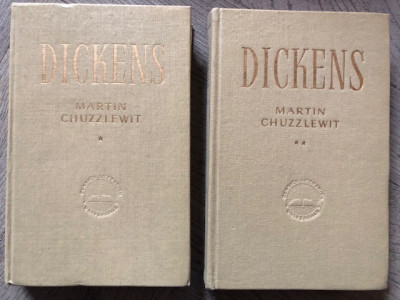 DICKENS
MARTIN
CHUZZLEWIT
*
DICKENS
MARTIN
CHUZZLEWIT
**